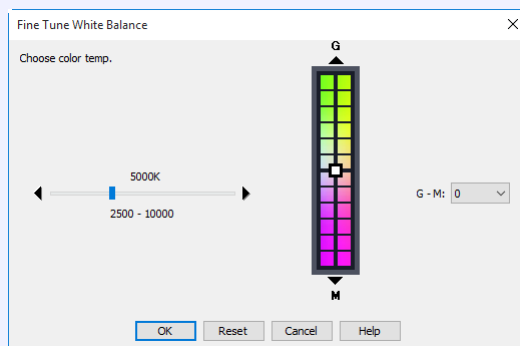 Fine Tune White Balance
Choose color temp.
G
5000K
2500 - 10000
G - M: 0
M
OK Reset Cancel Help